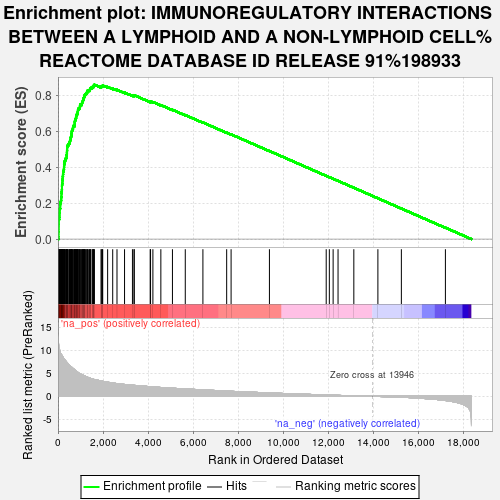 Enrichment plot: IMMUNOREGULATORY INTERACTIONS
BETWEEN A LYMPHOID AND A NON-LYMPHOID CELL%
REACTOME DATABASE ID RELEASE 91%198933
Enrichment score (ES)
0.8
0.6
0.4
0.2
0.0
'na_pos' (positively correlated)
Ranked list metric (PreRanked)
15
10
5
0
-5
Zero cross at 13946
'na_neg' (negatively correlated)
0 2,000 4,000 6,000 8,000 10,000 12,000 14,000 16,000 18,000
Rank in Ordered Dataset
Enrichment profile Hits Ranking metric scores